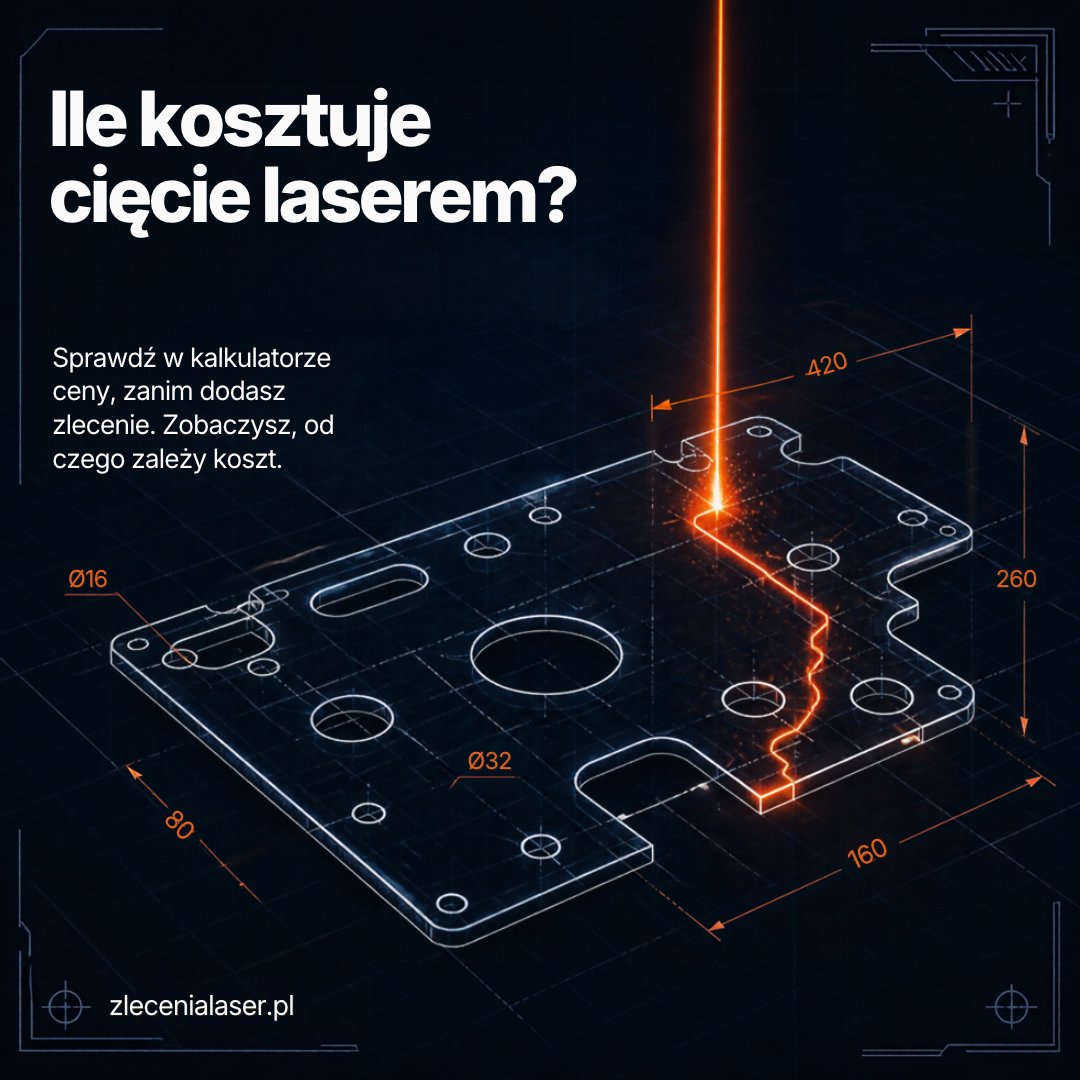 Ile kosztuje
cięcie laserem?
Sprawdź w kalkulatorze
ceny, zanim dodasz
zlecenie. Zobaczysz, od
czego zależy koszt.
420
260
Ø16
Ø32
80
160
zlecenialaser.pl